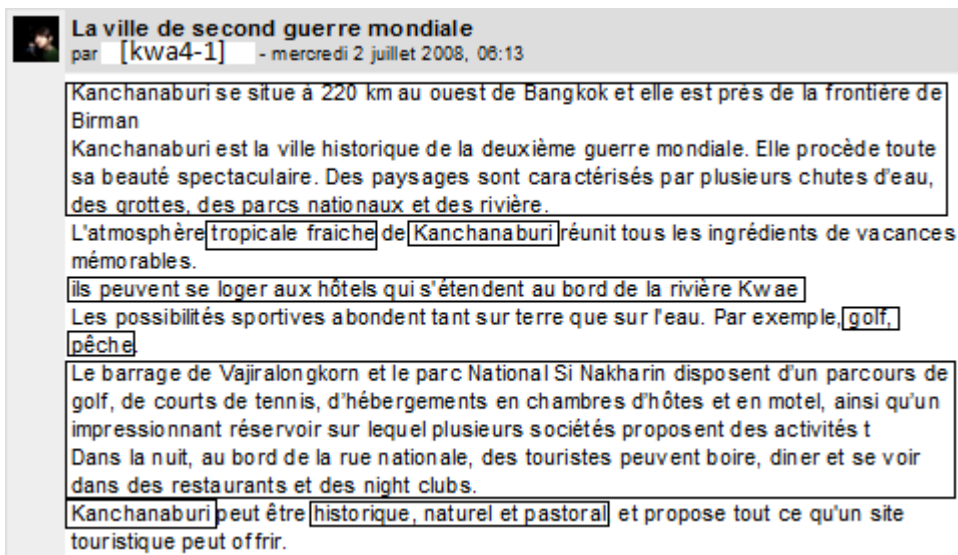 La ville de second guerre mondiale
par [kwa4-1] - mercredi 2 juillet 2008, 06:13
Kanchanaburi se situe à 220 km au ouest de Bangkok et elle est près de la frontière de
Birman
Kanchanaburi est la ville historique de la deuxième guerre mondiale. Elle procède toute
sa beauté spectaculaire. Des paysages sont caractérisés par plusieurs chutes d'eau,
des grottes, des parcs nationaux et des rivière.
L'atmosphère tropicale fraiche de Kanchanaburi réunit tous les ingrédients de vacances
mémorables.
ils peuvent se loger aux hôtels qui s'étendent au bord de la rivière Kwae
Les possibilités sportives abondent tant sur terre que sur l'eau. Par exemple, golf,
pêche.
Le barrage de Vajiralongkorn et le parc National Si Nakharin disposent d'un parcours de
golf, de courts de tennis, d'hébergements en chambres d'hôtes et en motel, ainsi qu'un
impressionnant réservoir sur lequel plusieurs sociétés proposent des activités t
Dans la nuit, au bord de la rue nationale, des touristes peuvent boire, diner et se voir
dans des restaurants et des night clubs.
Kanchanaburi peut être historique, naturel et pastoral et propose tout ce qu'un site
touristique peut offrir.